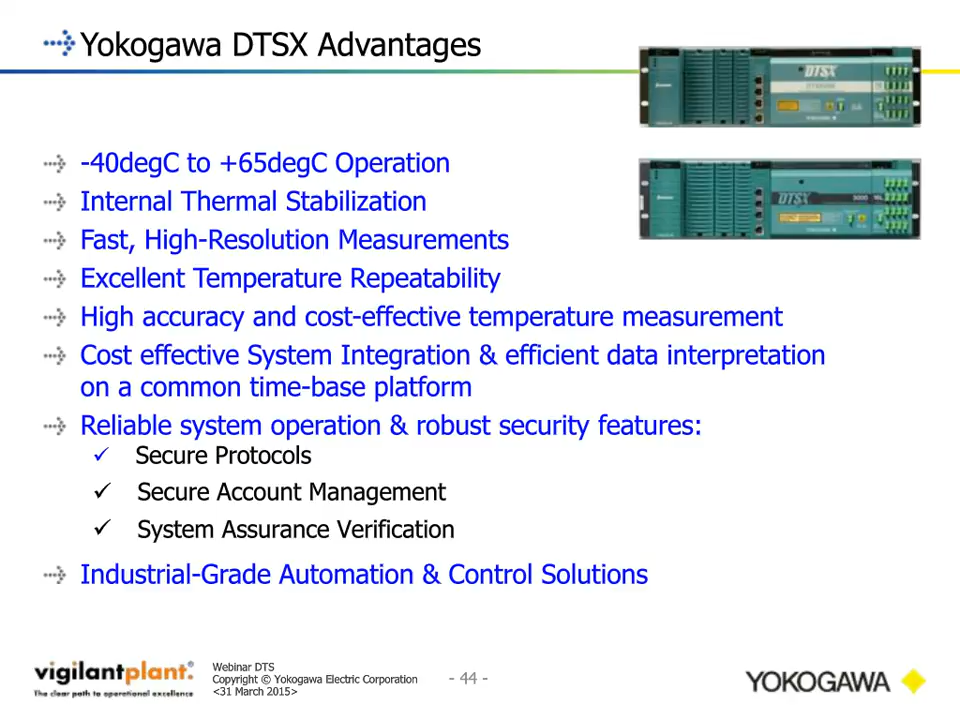 Yokogawa DTSX Advantages
DTSX
-40degC to +65degC Operation
Internal Thermal Stabilization
DTSX
3000
Fast, High-Resolution Measurements
Excellent Temperature Repeatability
High accuracy and cost-effective temperature measurement
Cost effective System Integration & efficient data interpretation
on a common time-base platform
Reliable system operation & robust security features:
✓ Secure Protocols
✓ Secure Account Management
✓ System Assurance Verification
Industrial-Grade Automation & Control Solutions
vigilantplant.®
The clear path to operational excellence
Webinar DTS
Copyright © Yokogawa Electric Corporation
<31 March 2015>
- 44 -
YOKOGAWA